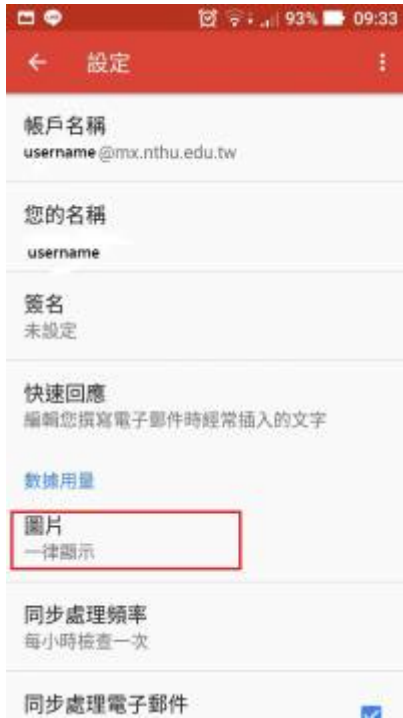 93% 09:33
設定
帳戶名稱
username@mx.nthu.edu.tw
您的名稱
username
簽名
未設定
快速回應
編輯您撰寫電子郵件時經常插入的文字
數據用量
圖片
一律顯示
同步處理頻率
每小時檢查一次
同步處理電子郵件